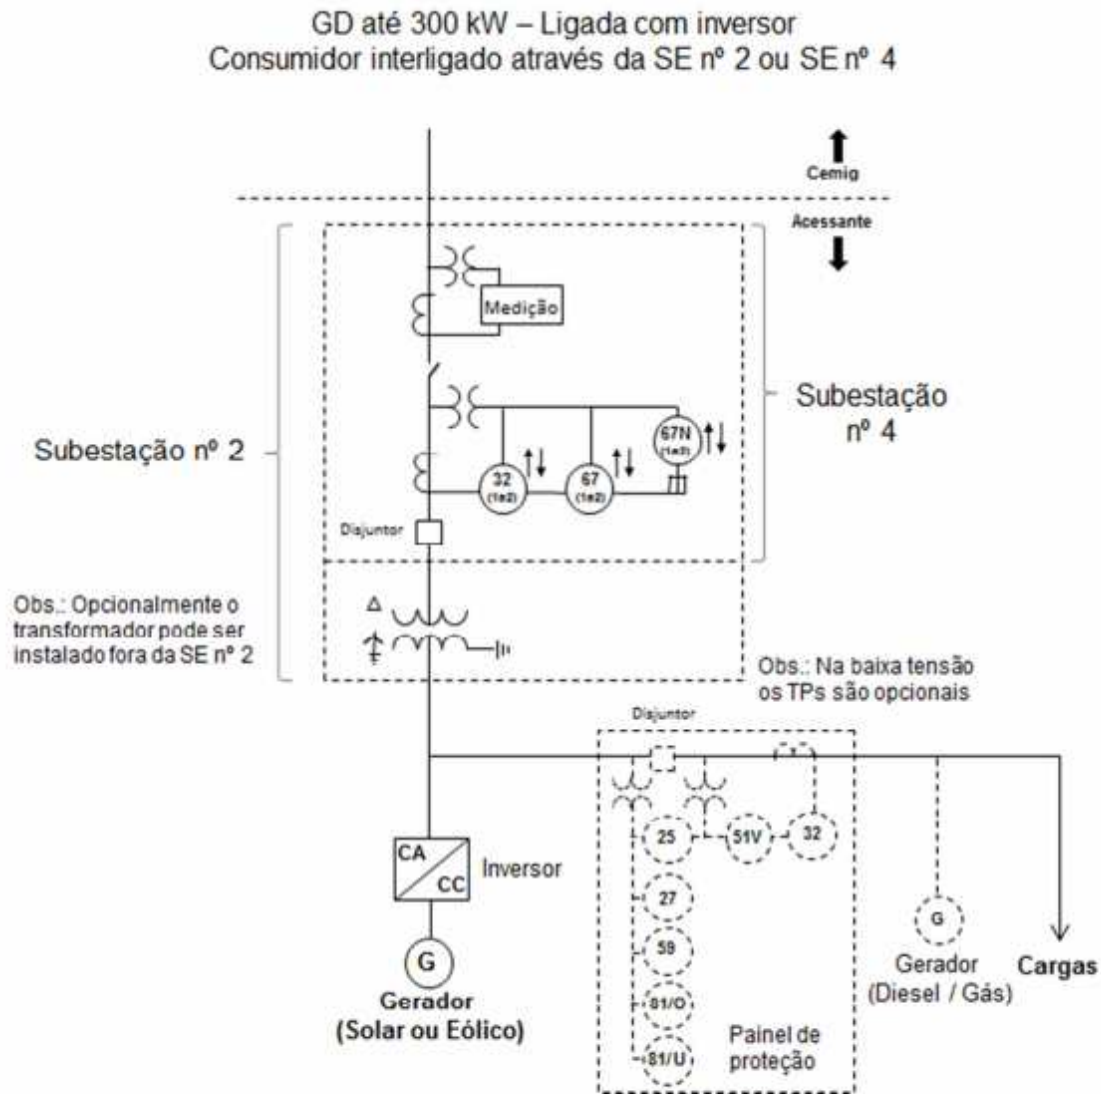 GD até 300 kW – Ligada com inversor
Consumidor interligado através da SE nº 2 ou SE nº 4
Cemig
Acessante
Medição
Subestação nº 2
Subestação
nº 4
67N
(1ø3)
32
(1ø2)
67
(1ø2)
Disjuntor
Obs.: Opcionalmente o
transformador pode ser
instalado fora da SE nº 2
Δ
Obs.: Na baixa tensão
os TPs são opcionais
Disjuntor
25
51V
32
CA
CC
Inversor
27
59
G
Gerador
(Solar ou Eólico)
81/O
81/U
Painel de
proteção
G
Gerador
(Diesel / Gás)
Cargas